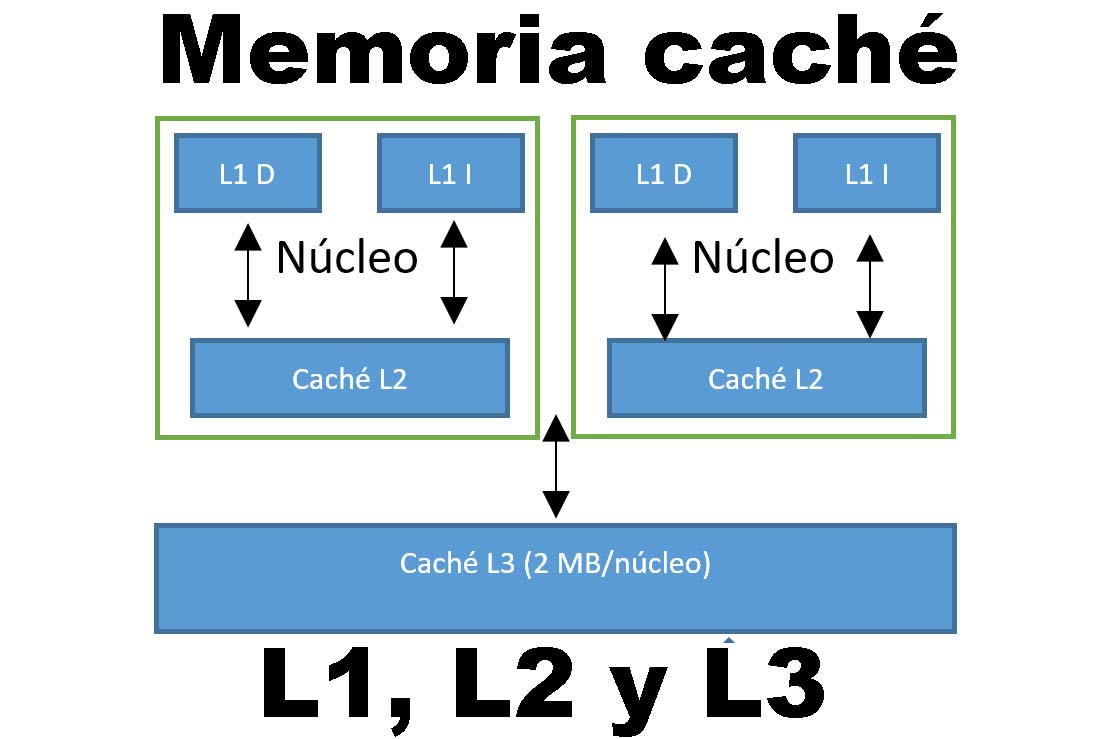 Memoria caché
L1 D
L1 I
Núcleo
Caché L2
L1 D
L1 I
Núcleo
Caché L2
Caché L3 (2 MB/núcleo)
L1, L2 y L3